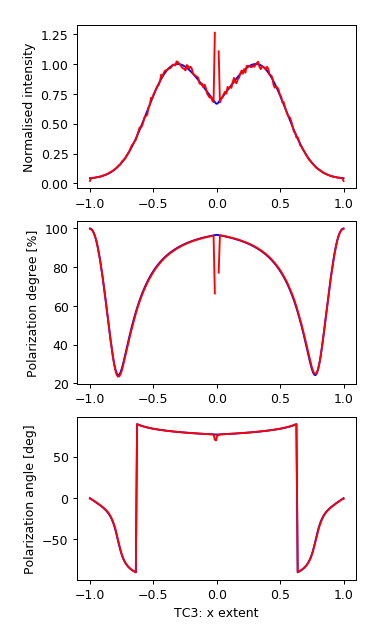 Normalised intensity
1.25
1.00
0.75
0.50
0.25
0.00
−1.0 −0.5 0.0 0.5 1.0
Polarization degree [%]
100
80
60
40
20
−1.0 −0.5 0.0 0.5 1.0
Polarization angle [deg]
50
0
−50
−1.0 −0.5 0.0 0.5 1.0
TC3: x extent